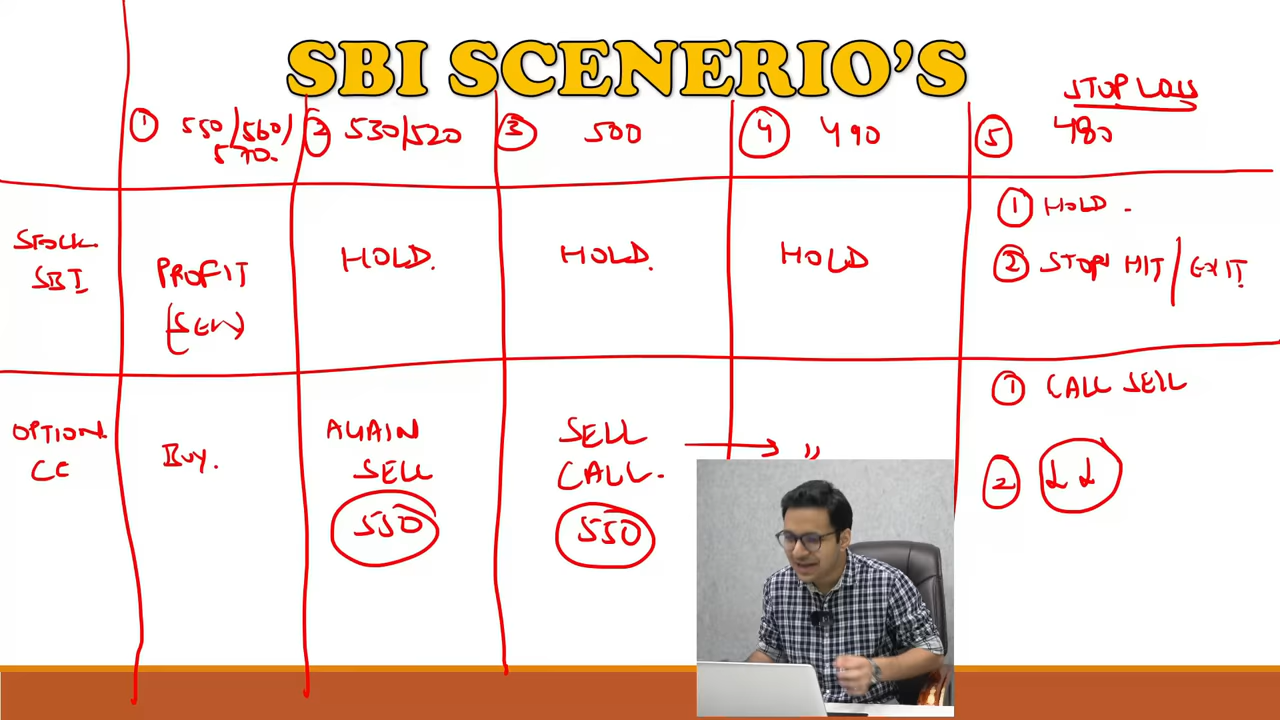 SBI SCENERIO'S
STOP LOSS
① 550/560/
570.
② 530/520
③ 500
④ 490
⑤ 480
STOCK
SBI
PROFIT
(SELL)
HOLD.
HOLD.
HOLD
① HOLD.
② STOP HIT / EXIT
OPTION
CE
BUY.
AGAIN
SELL
550
SELL
CALL.
550
→ "
① CALL SELL
②